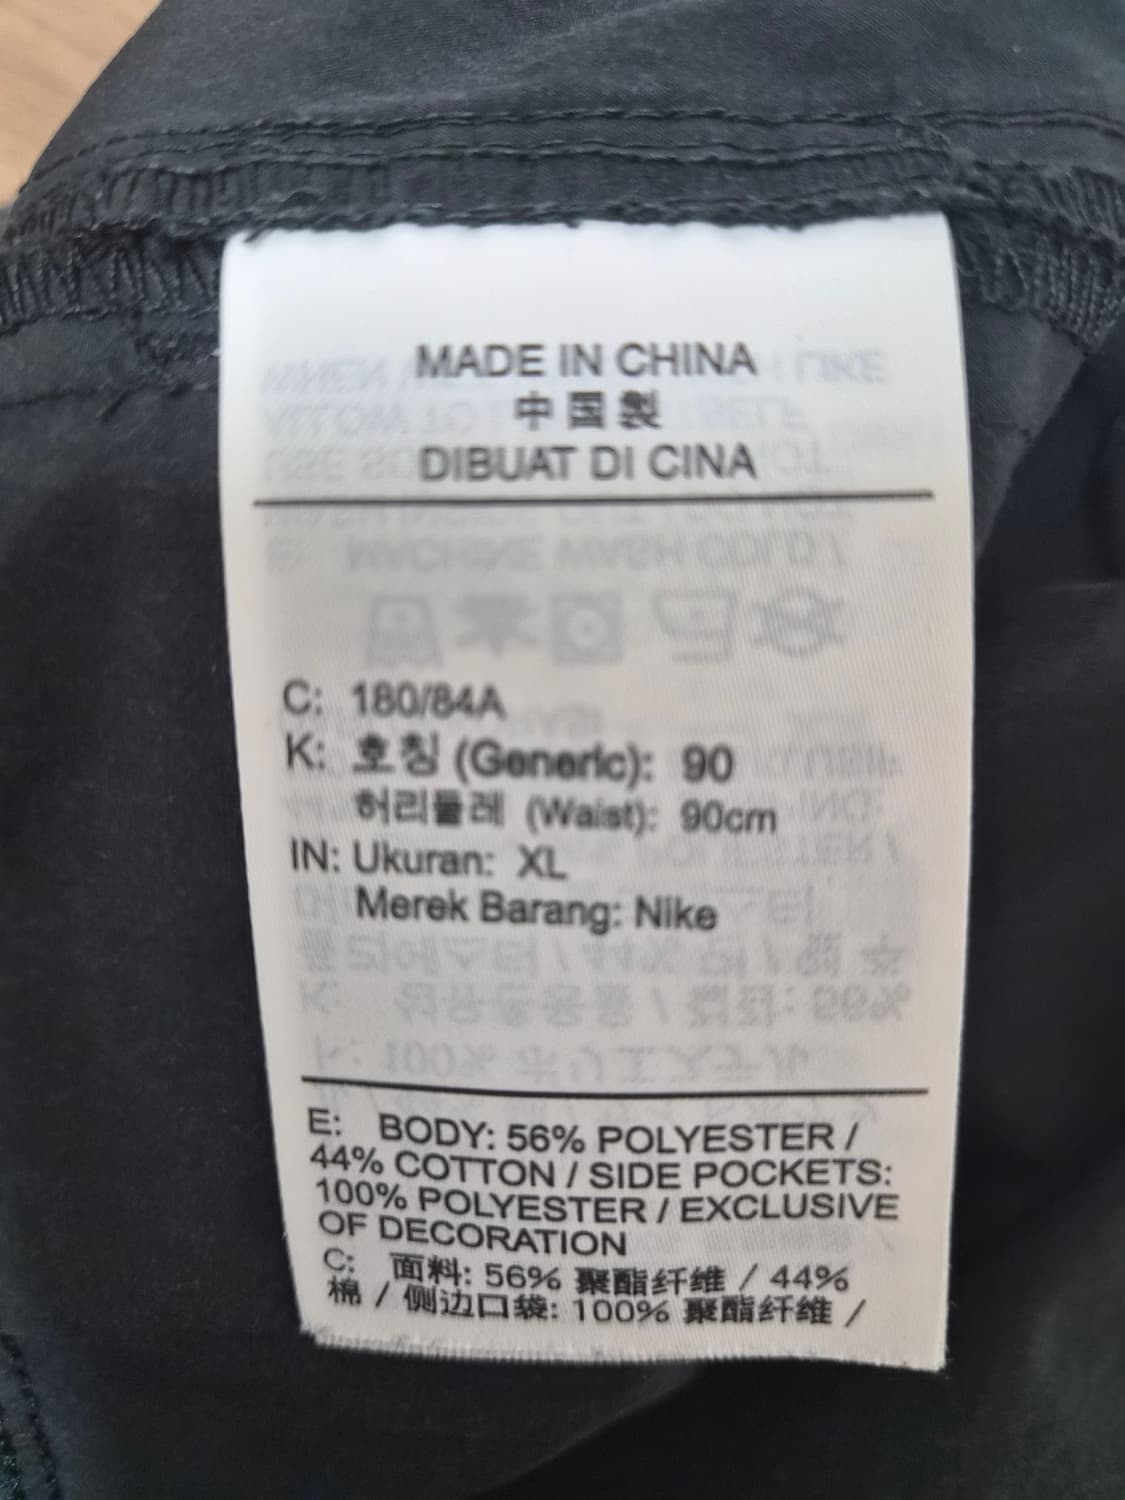 MADE IN CHINA
中国製
DIBUAT DI CINA
C: 180/84A
K: 호칭 (Generic): 90
허리둘레 (Waist): 90cm
IN: Ukuran: XL
Merek Barang: Nike
E: BODY: 56% POLYESTER /
44% COTTON / SIDE POCKETS:
100% POLYESTER / EXCLUSIVE
OF DECORATION
C: 面料: 56% 聚酯纤维 / 44%
棉 / 侧边口袋: 100% 聚酯纤维 /